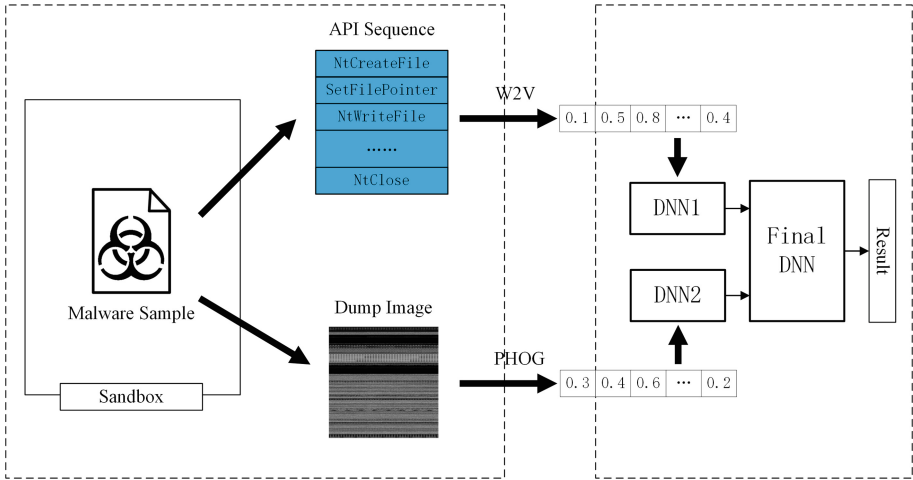 API Sequence
NtCreateFile
SetFilePointer
NtWriteFile
……
NtClose
W2V
0.1 0.5 0.8 … 0.4
DNN1
Final
DNN
Result
DNN2
Malware Sample
Sandbox
Dump Image
PHOG
0.3 0.4 0.6 … 0.2